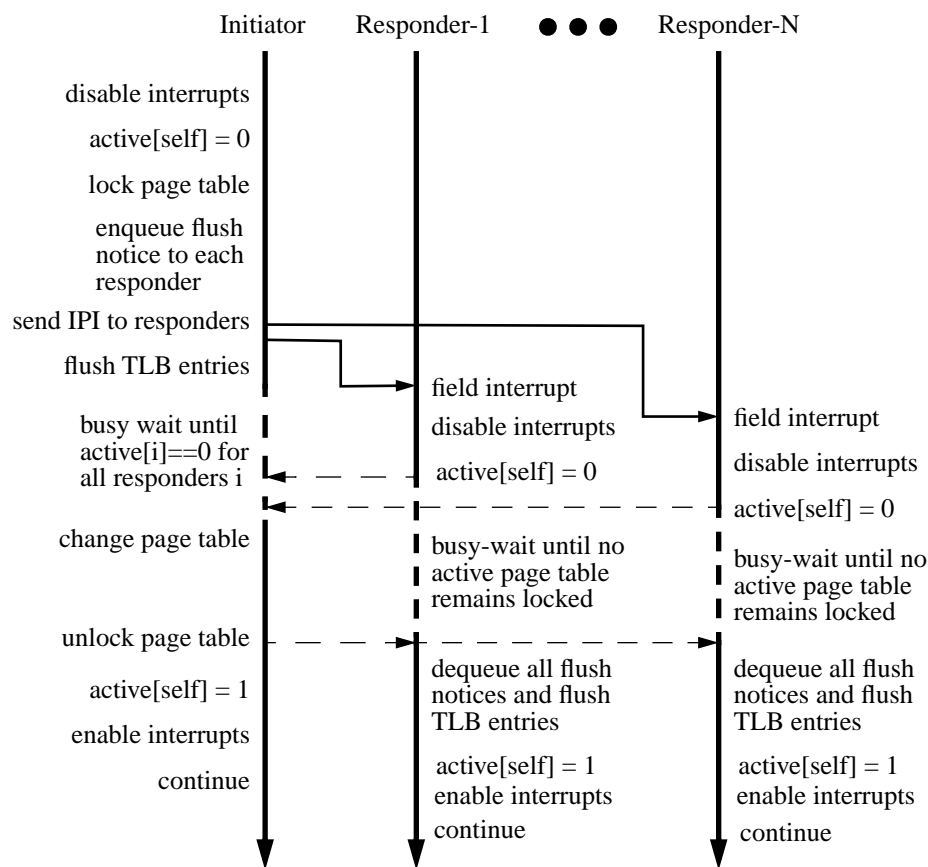 Initiator
Responder-1
Responder-N
disable interrupts
active[self] = 0
lock page table
enqueue flush
notice to each
responder
send IPI to responders
flush TLB entries
busy wait until
active[i]==0 for
all responders i
change page table
unlock page table
active[self] = 1
enable interrupts
continue
field interrupt
disable interrupts
active[self] = 0
busy-wait until no
active page table
remains locked
dequeue all flush
notices and flush
TLB entries
active[self] = 1
enable interrupts
continue
field interrupt
disable interrupts
active[self] = 0
busy-wait until no
active page table
remains locked
dequeue all flush
notices and flush
TLB entries
active[self] = 1
enable interrupts
continue